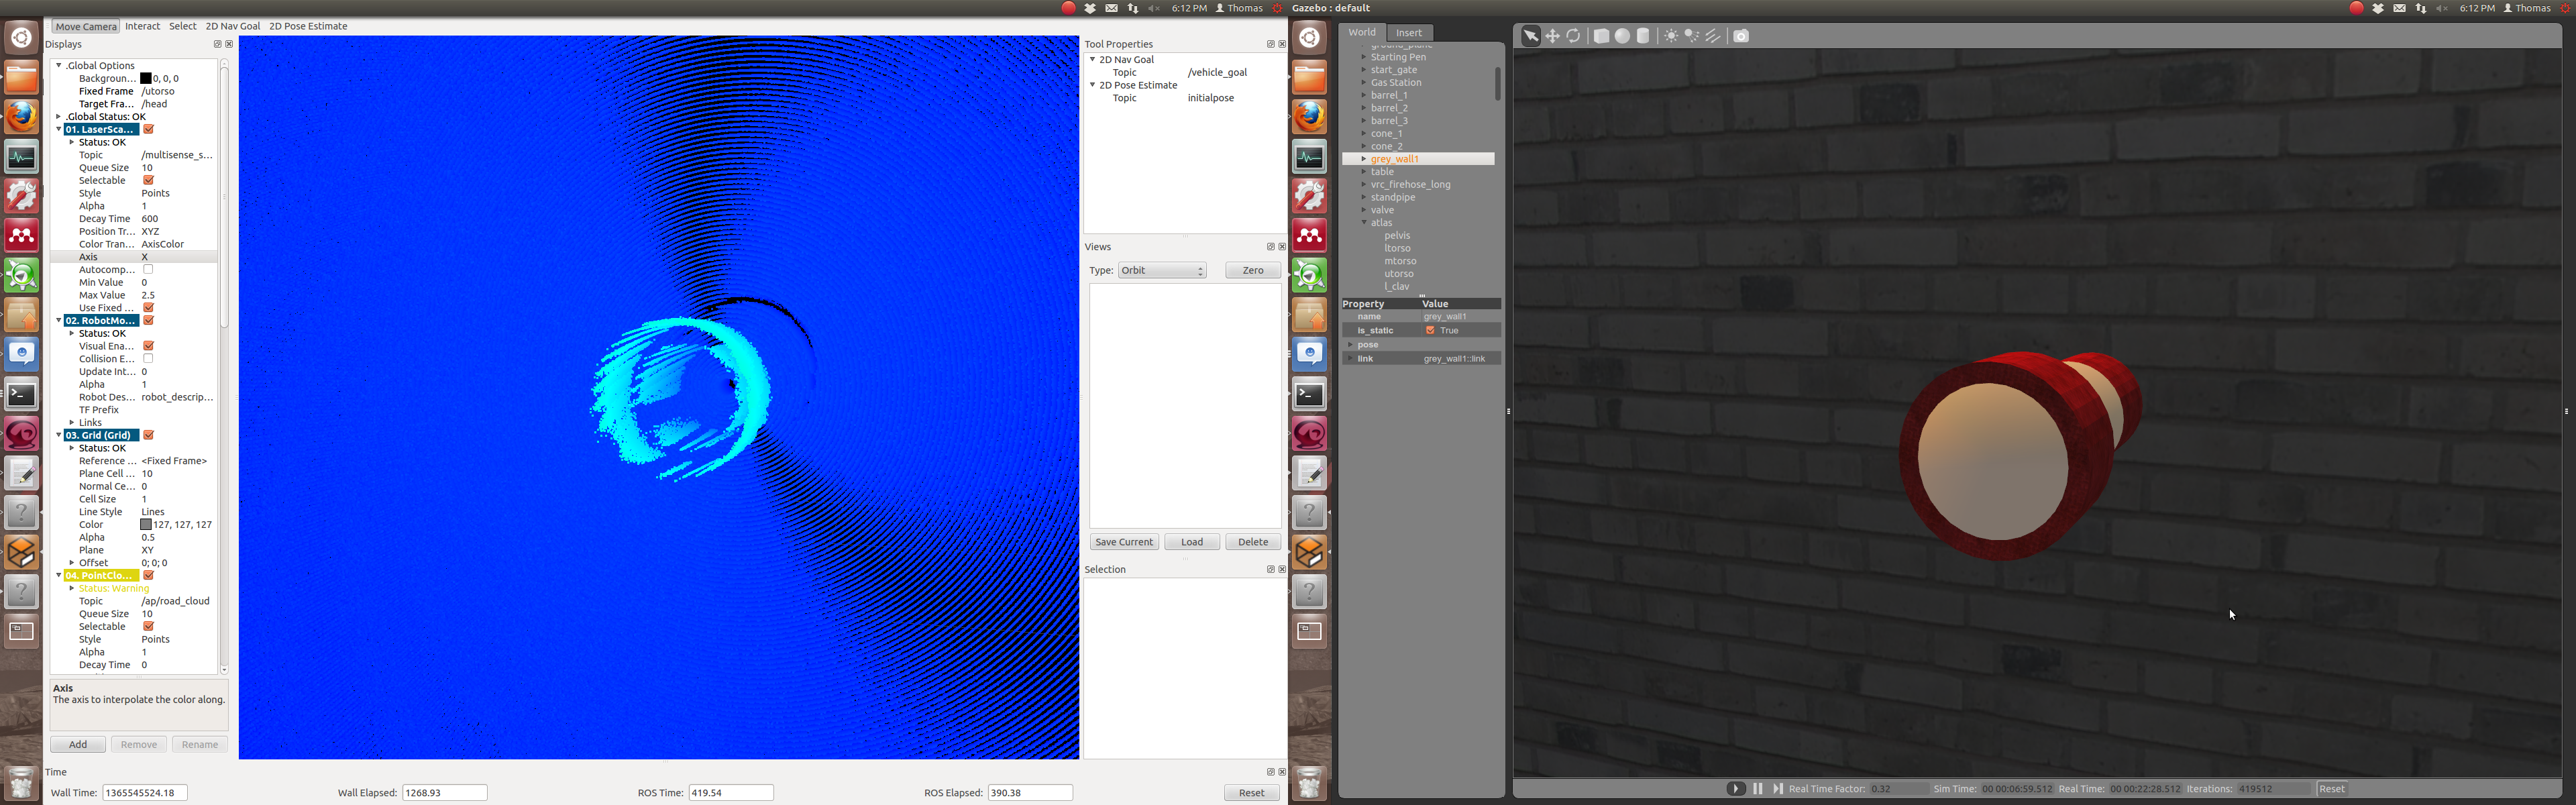 6:12 PM Thomas
Move Camera Interact Select 2D Nav Goal 2D Pose Estimate
Displays
.Global Options
Backgroun... 0, 0, 0
Fixed Frame /utorso
Target Fra... /head
.Global Status: OK
01. LaserSca...
Status: OK
Topic /multisense_s...
Queue Size 10
Selectable
Style Points
Alpha 1
Decay Time 600
Position Tr... XYZ
Color Tran... AxisColor
Axis X
Autocomp...
Min Value 0
Max Value 2.5
Use Fixed ...
02. RobotMo...
Status: OK
Visual Ena...
Collision E...
Update Int... 0
Alpha 1
Robot Des... robot_descrip...
TF Prefix
Links
03. Grid (Grid)
Status: OK
Reference ... <Fixed Frame>
Plane Cell ... 10
Normal Ce... 0
Cell Size 1
Line Style Lines
Color 127, 127, 127
Alpha 0.5
Plane XY
Offset 0; 0; 0
04. PointClo...
Status: Warning
Topic /ap/road_cloud
Queue Size 10
Selectable
Style Points
Alpha 1
Decay Time 0
Axis
The axis to interpolate the color along.
Add Remove Rename
Time
Wall Time: 1365545524.18 Wall Elapsed: 1268.93 ROS Time: 419.54 ROS Elapsed: 390.38 Reset
Tool Properties
2D Nav Goal
Topic /vehicle_goal
2D Pose Estimate
Topic initialpose
Views
Type: Orbit Zero
Save Current Load Delete
Selection
Gazebo : default
6:12 PM Thomas
World Insert
ground_plane
Starting Pen
start_gate
Gas Station
barrel_1
barrel_2
barrel_3
cone_1
cone_2
grey_wall1
table
vrc_firehose_long
standpipe
valve
atlas
pelvis
ltorso
mtorso
utorso
l_clav
Property Value
name grey_wall1
is_static True
pose
link grey_wall1::link
Real Time Factor: 0.32 Sim Time: 00 00:06:59.512 Real Time: 00 00:22:28.512 Iterations: 419512 Reset